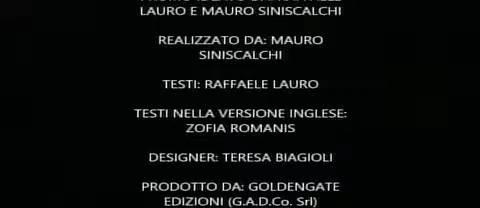 LAURO E MAURO SINISCALCHI
REALIZZATO DA: MAURO
SINISCALCHI
TESTI: RAFFAELE LAURO
TESTI NELLA VERSIONE INGLESE:
ZOFIA ROMANIS
DESIGNER: TERESA BIAGIOLI
PRODOTTO DA: GOLDENGATE
EDIZIONI (G.A.D.Co. Srl)